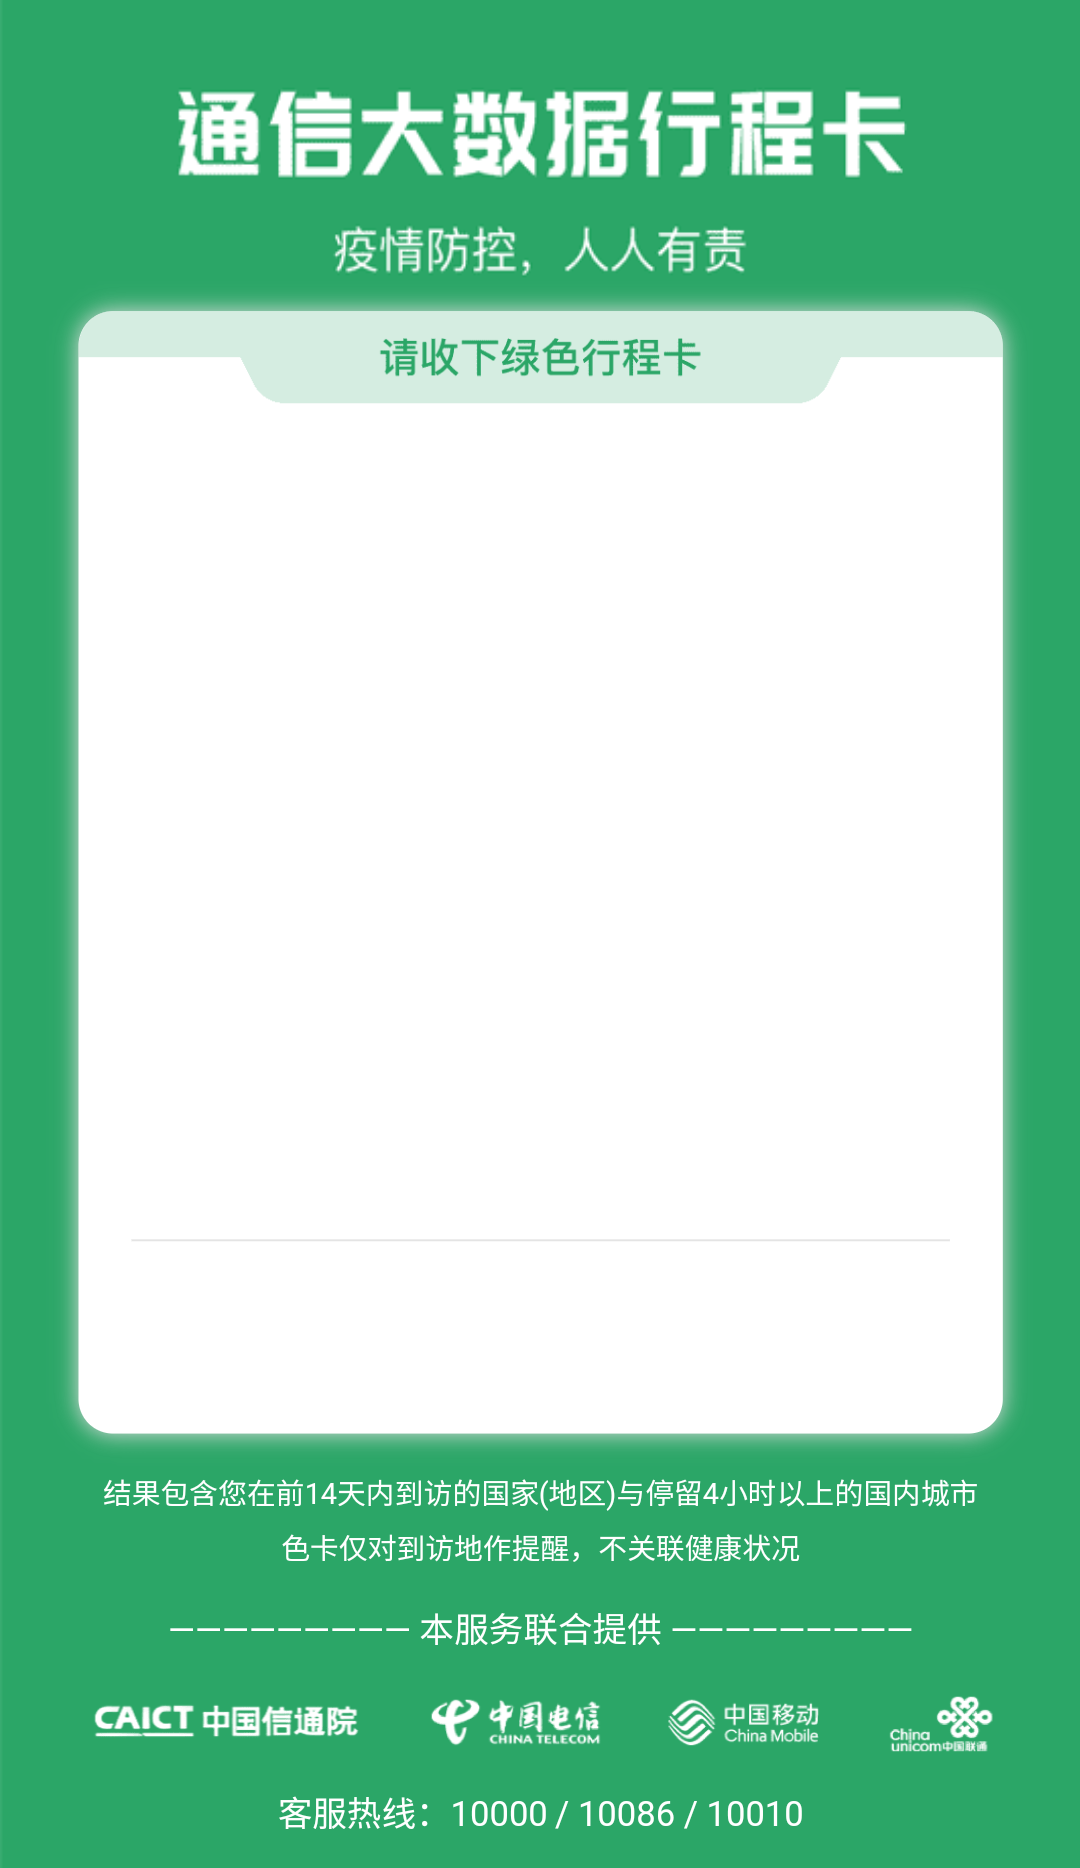 通信大数据行程卡
疫情防控，人人有责
请收下绿色行程卡
结果包含您在前14天内到访的国家(地区)与停留4小时以上的国内城市
色卡仅对到访地作提醒，不关联健康状况
————————— 本服务联合提供 —————————
CAICT 中国信通院
中国电信
CHINA TELECOM
中国移动
China Mobile
China
unicom中国联通
客服热线：10000 / 10086 / 10010